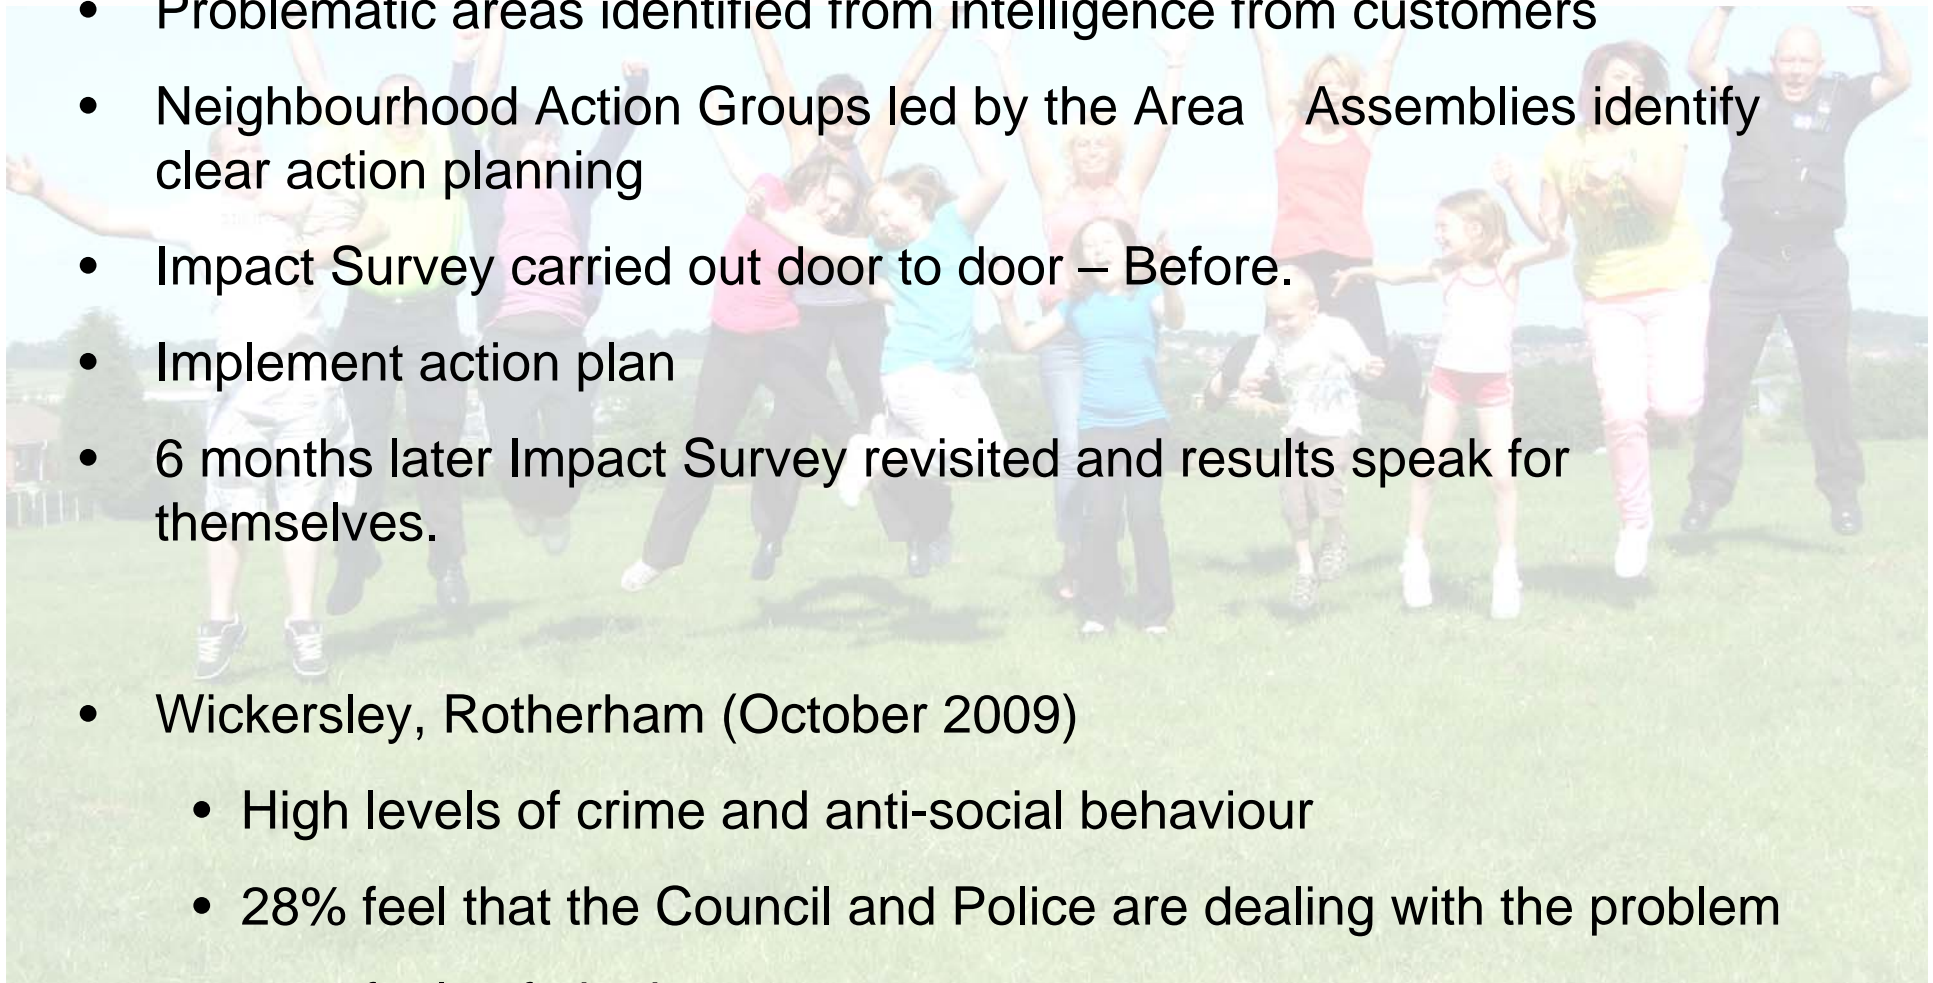 • Problematic areas identified from intelligence from customers
• Neighbourhood Action Groups led by the Area Assemblies identify
clear action planning
• Impact Survey carried out door to door – Before.
• Implement action plan
• 6 months later Impact Survey revisited and results speak for
themselves.
• Wickersley, Rotherham (October 2009)
• High levels of crime and anti-social behaviour
• 28% feel that the Council and Police are dealing with the problem